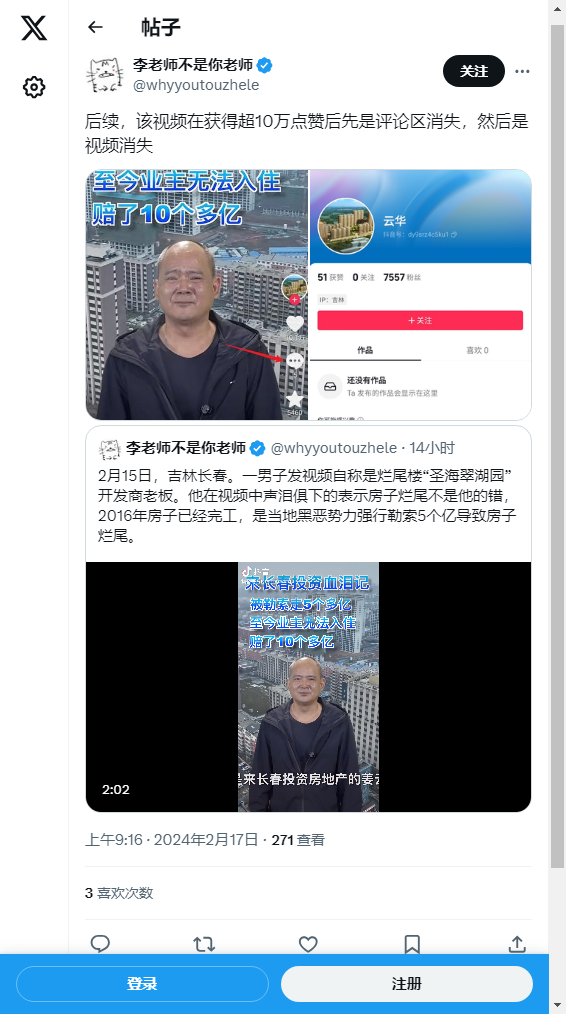 帖子
李老师不是你老师
@whyyoutouzhele
关注
后续，该视频在获得超10万点赞后先是评论区消失，然后是
视频消失
至今业主无法入住
赔了10个多亿
5460
云华
51 获赞 0 关注 7557 粉丝
IP：吉林
+ 关注
作品
喜欢 0
还没有作品
Ta 发布的作品会显示在这里
李老师不是你老师 @whyyoutouzhele · 14小时
2月15日，吉林长春。一男子发视频自称是烂尾楼“圣海翠湖园”
开发商老板。他在视频中声泪俱下的表示房子烂尾不是他的错，
2016年房子已经完工，是当地黑恶势力强行勒索5个亿导致房子
烂尾。
抖音
来长春投资血泪记
被勒索走5个多亿
至今业主无法入住
赔了10个多亿
是来长春投资房地产的姜云
2:02
上午9:16 · 2024年2月17日 · 271 查看
3 喜欢次数
登录
注册